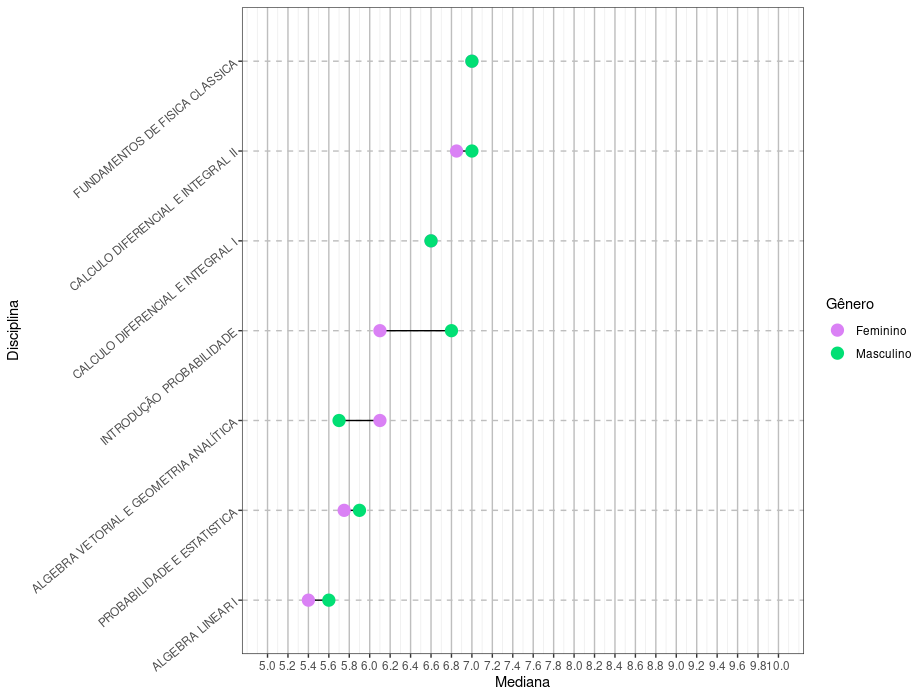 FUNDAMENTOS DE FISICA CLASSICA
CALCULO DIFERENCIAL E INTEGRAL II
CALCULO DIFERENCIAL E INTEGRAL I
INTRODUÇÃO PROBABILIDADE
ALGEBRA VETORIAL E GEOMETRIA ANALÍTICA
PROBABILIDADE E ESTATISTICA
ALGEBRA LINEAR I
Disciplina
5.0 5.2 5.4 5.6 5.8 6.0 6.2 6.4 6.6 6.8 7.0 7.2 7.4 7.6 7.8 8.0 8.2 8.4 8.6 8.8 9.0 9.2 9.4 9.6 9.8 10.0
Mediana
Gênero
Feminino
Masculino